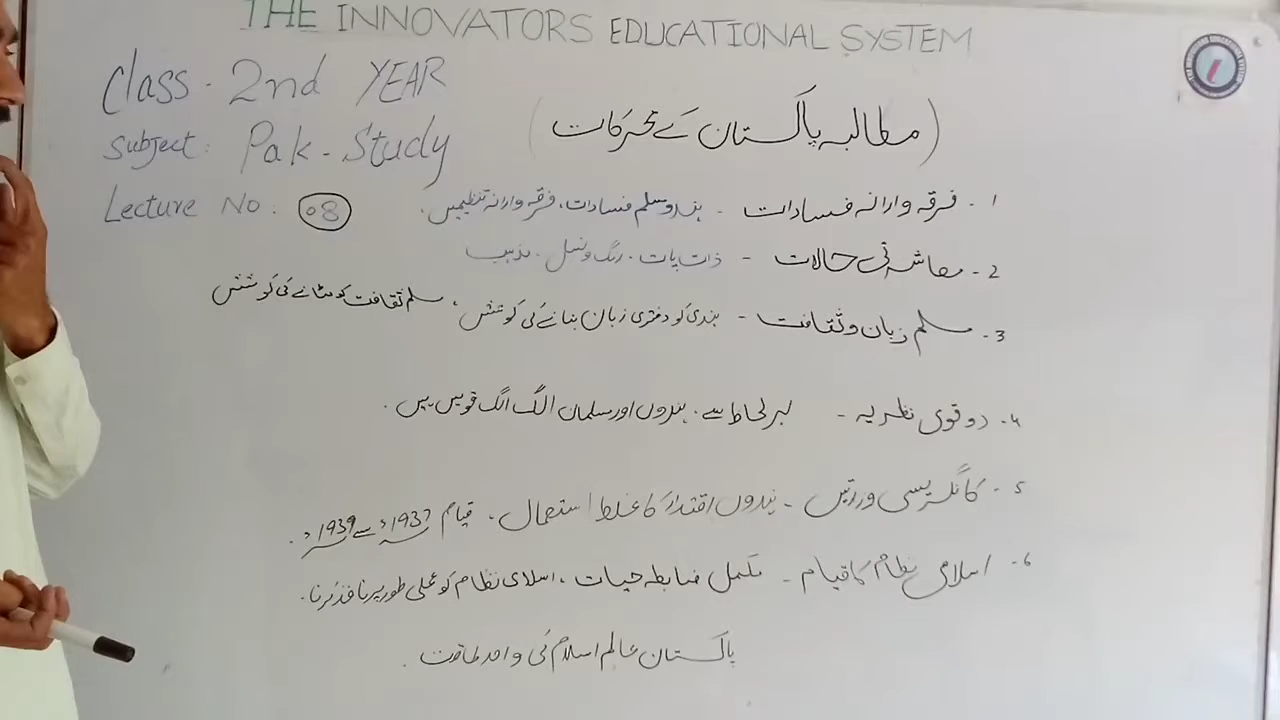 THE INNOVATORS EDUCATIONAL SYSTEM
Class - 2nd YEAR
Subject: Pak-Study
Lecture No: 08
(مطالبہ پاکستان کے محرکات)
1۔ فرقہ وارانہ فسادات - ہندو مسلم فسادات، فرقہ وارانہ تنظیمیں۔
2۔ معاشرتی حالات - ذات پات، رنگ و نسل، مذہب
3۔ مسلم زبان و ثقافت - ہندی کو دفتری زبان بنانے کی کوشش، مسلم ثقافت کو مٹانے کی کوشش
4۔ دو قومی نظریہ - ہر لحاظ سے ہندوں اور مسلمان الگ الگ قومیں ہیں۔
5۔ کانگریسی وزرتیں - ہندوں اقتدار کا غلط استعمال، قیام 1937ء سے 1939ء۔
6۔ اسلامی نظام کا قیام - مکمل ضابطہ حیات، اسلامی نظام کو عملی طور پر نافذ کرنا۔
پاکستان عالم اسلام کی واحد طاقت۔